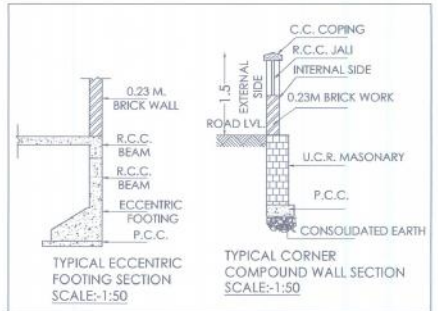 0.23 M.
BRICK WALL
R.C.C.
BEAM
R.C.C.
BEAM
ECCENTRIC
FOOTING
P.C.C.
TYPICAL ECCENTRIC
FOOTING SECTION
SCALE:-1:50
C.C. COPING
R.C.C. JALI
INTERNAL SIDE
0.23M BRICK WORK
1.5
EXTERNAL
SIDE
ROAD LVL.
U.C.R. MASONARY
P.C.C.
CONSOLIDATED EARTH
TYPICAL CORNER
COMPOUND WALL SECTION
SCALE:-1:50